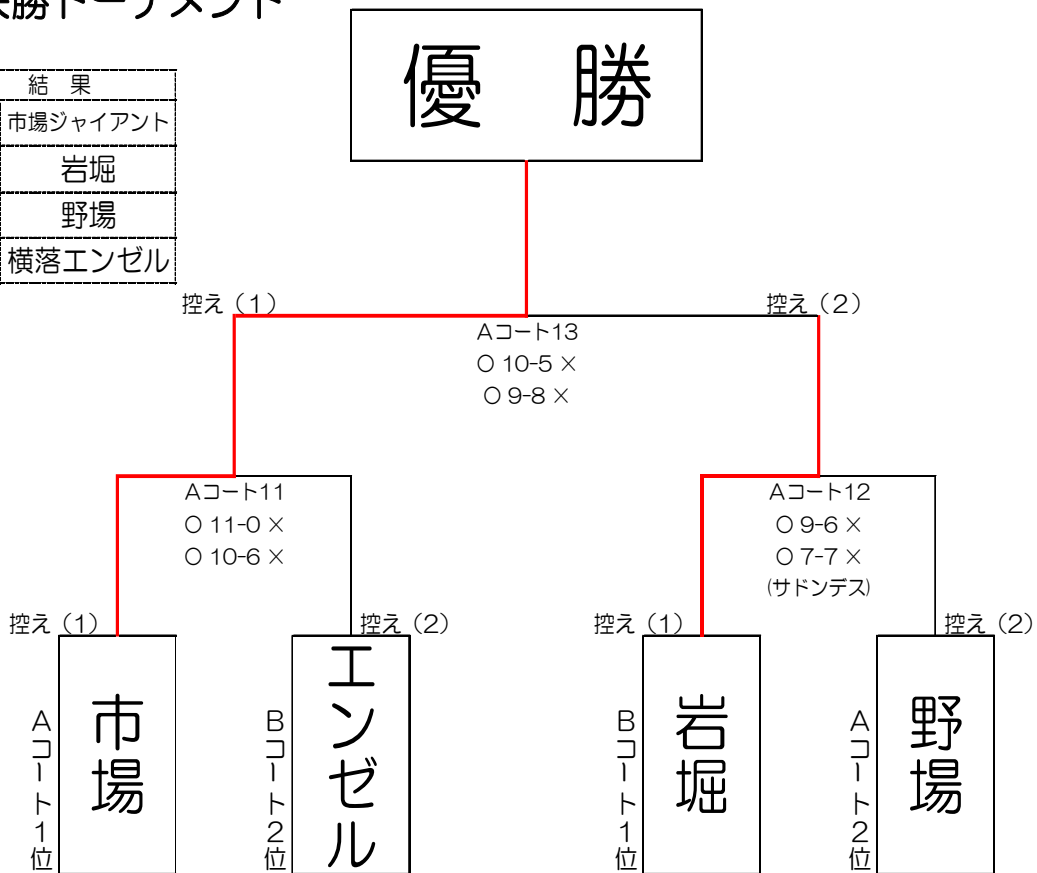 決勝トーナメント
優　勝
結　果
市場ジャイアント
岩堀
野場
横落エンゼル
控え（1）
控え（2）
Aコート13
○ 10-5 ×
○ 9-8 ×
Aコート11
○ 11-0 ×
○ 10-6 ×
Aコート12
○ 9-6 ×
○ 7-7 ×
(サドンデス)
控え（1）
控え（2）
控え（1）
控え（2）
Aコート1位
市場
Bコート2位
エンゼル
Bコート1位
岩堀
Aコート2位
野場